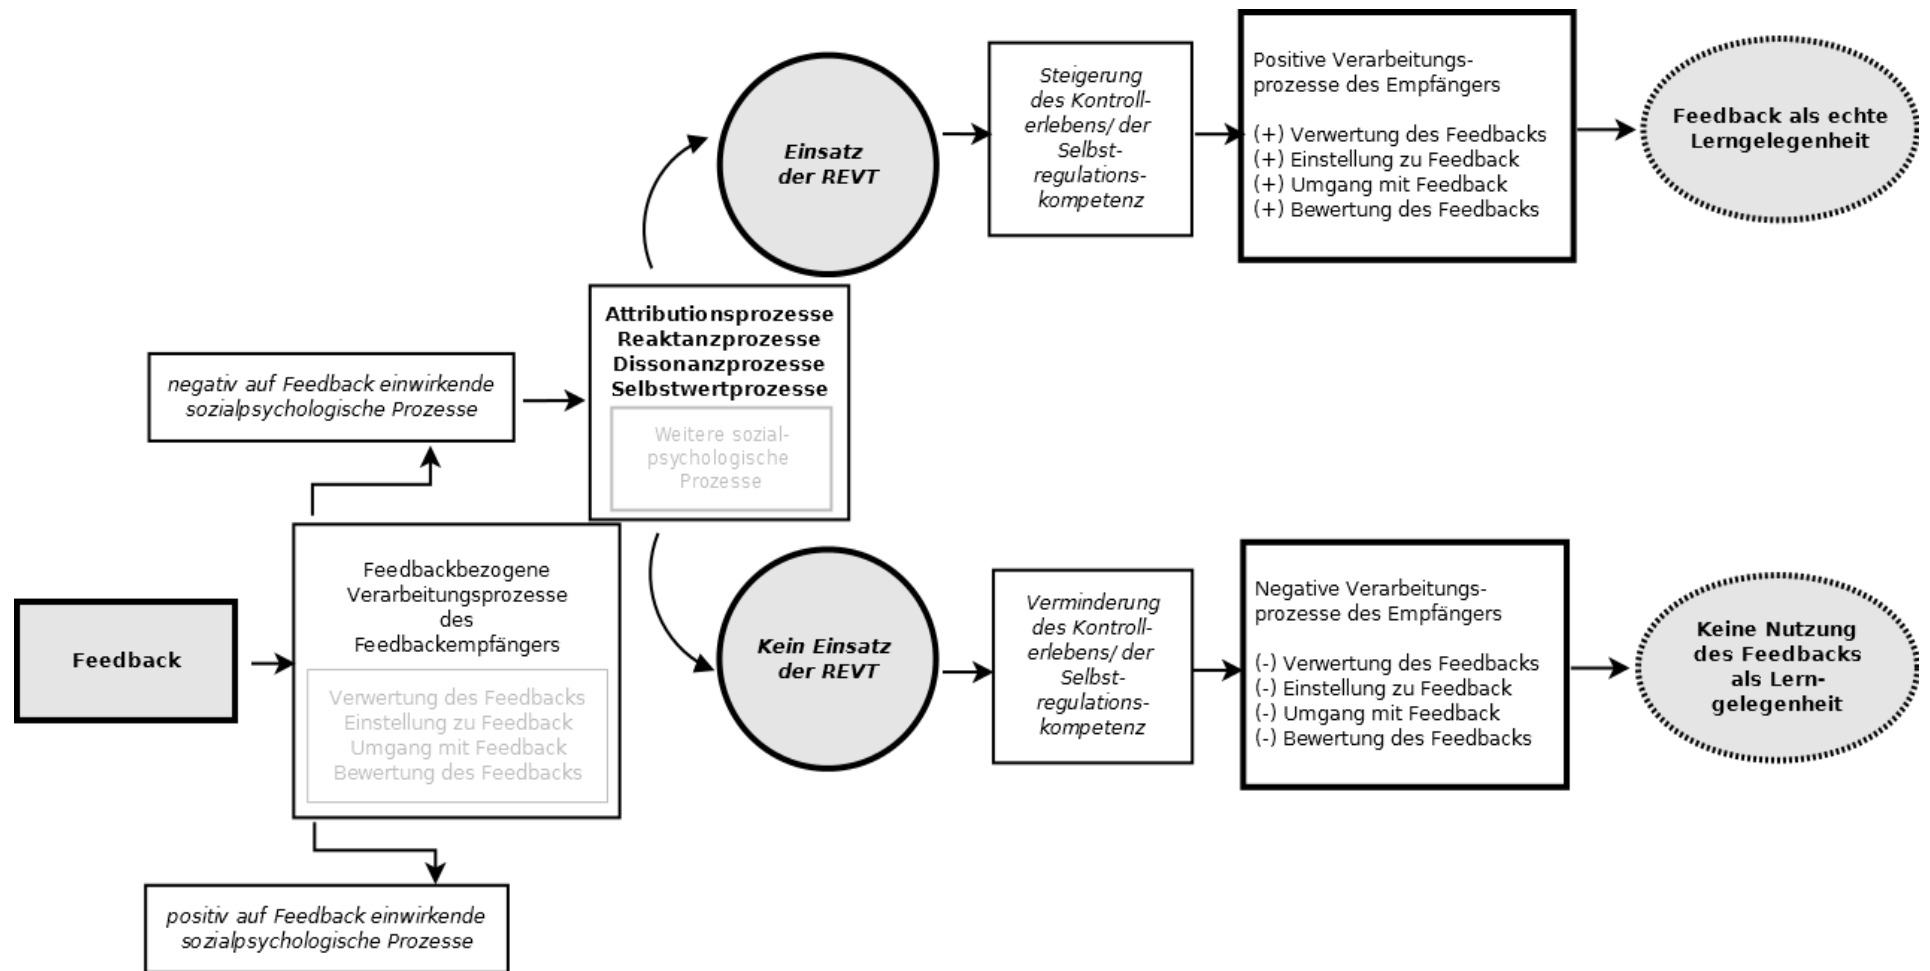 Feedback
Feedbackbezogene
Verarbeitungsprozesse
des
Feedbackempfängers
Verwertung des Feedbacks
Einstellung zu Feedback
Umgang mit Feedback
Bewertung des Feedbacks
negativ auf Feedback einwirkende
sozialpsychologische Prozesse
positiv auf Feedback einwirkende
sozialpsychologische Prozesse
Attributionsprozesse
Reaktanzprozesse
Dissonanzprozesse
Selbstwertprozesse
Weitere sozial-
psychologische
Prozesse
Einsatz
der REVT
Steigerung
des Kontroll-
erlebens/ der
Selbst-
regulations-
kompetenz
Positive Verarbeitungs-
prozesse des Empfängers
(+) Verwertung des Feedbacks
(+) Einstellung zu Feedback
(+) Umgang mit Feedback
(+) Bewertung des Feedbacks
Feedback als echte
Lerngelegenheit
Kein Einsatz
der REVT
Verminderung
des Kontroll-
erlebens/ der
Selbst-
regulations-
kompetenz
Negative Verarbeitungs-
prozesse des Empfängers
(-) Verwertung des Feedbacks
(-) Einstellung zu Feedback
(-) Umgang mit Feedback
(-) Bewertung des Feedbacks
Keine Nutzung
des Feedbacks
als Lern-
gelegenheit